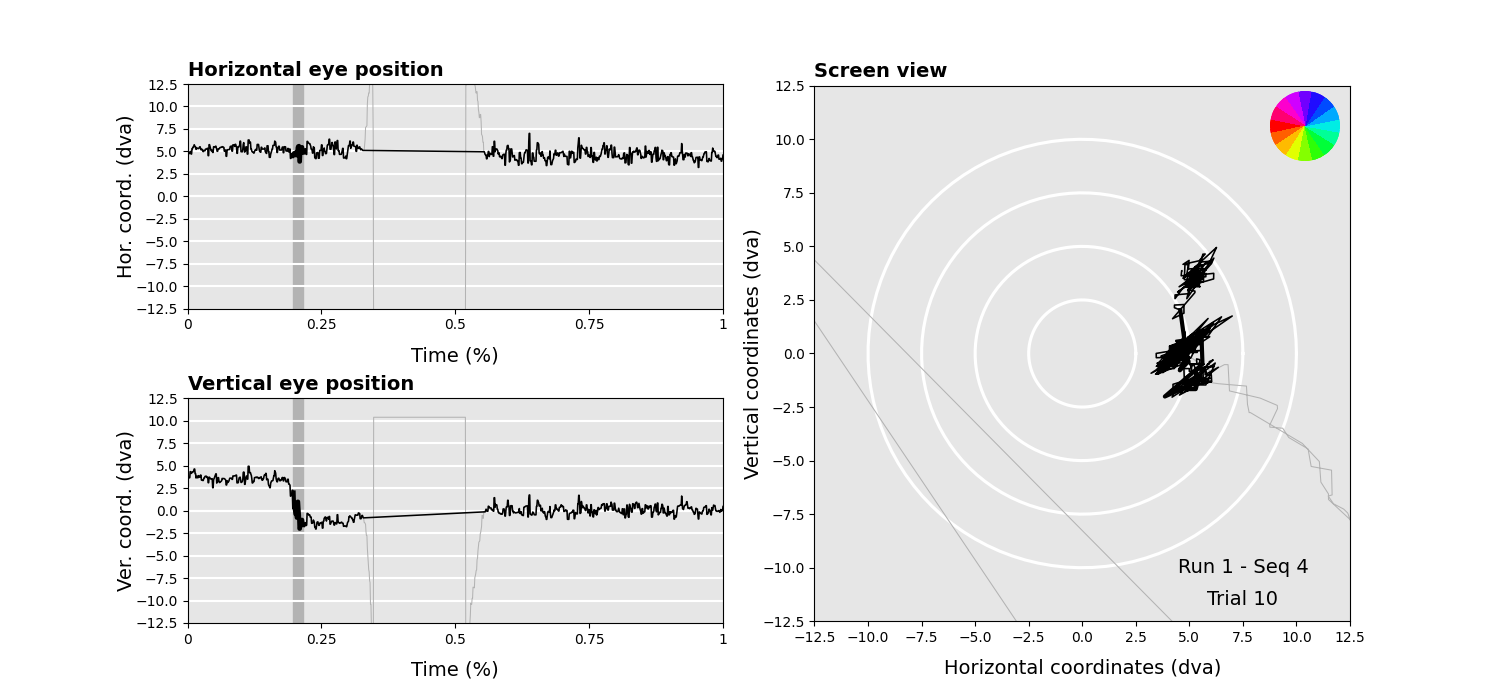 Horizontal eye position
Hor. coord. (dva)
12.5
10.0
7.5
5.0
2.5
0.0
−2.5
−5.0
−7.5
−10.0
−12.5
0 0.25 0.5 0.75 1
Time (%)
Vertical eye position
Ver. coord. (dva)
12.5
10.0
7.5
5.0
2.5
0.0
−2.5
−5.0
−7.5
−10.0
−12.5
0 0.25 0.5 0.75 1
Time (%)
Screen view
Vertical coordinates (dva)
12.5
10.0
7.5
5.0
2.5
0.0
−2.5
−5.0
−7.5
−10.0
−12.5
Run 1 - Seq 4
Trial 10
−12.5 −10.0 −7.5 −5.0 −2.5 0.0 2.5 5.0 7.5 10.0 12.5
Horizontal coordinates (dva)